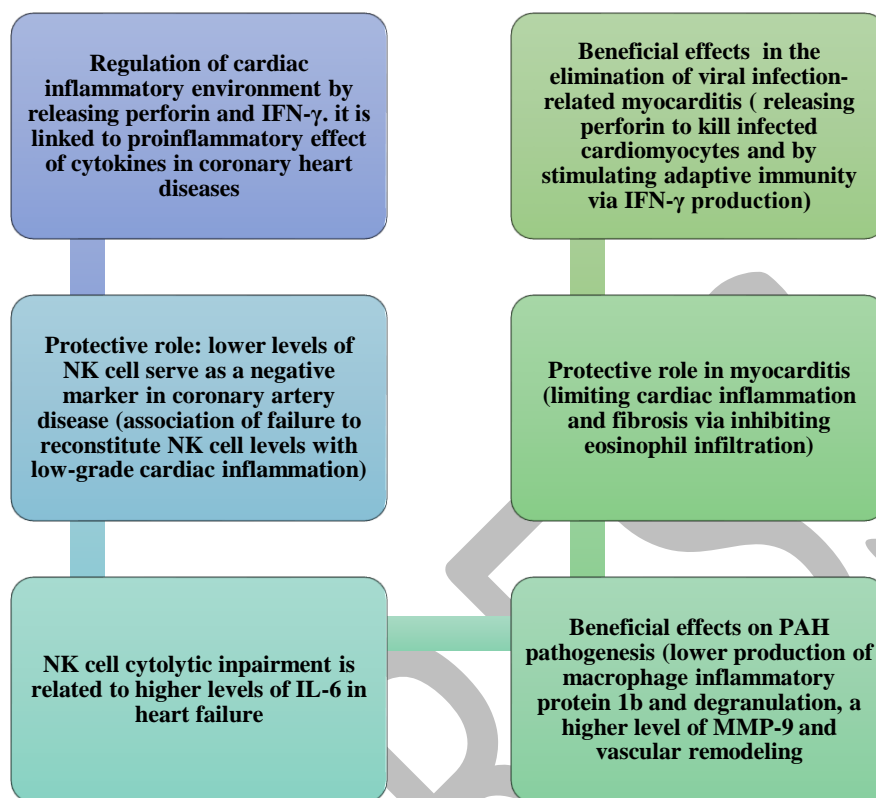 Regulation of cardiac
inflammatory environment by
releasing perforin and IFN-γ. it is
linked to proinflammatory effect
of cytokines in coronary heart
diseases
Protective role: lower levels of
NK cell serve as a negative
marker in coronary artery
disease (association of failure to
reconstitute NK cell levels with
low-grade cardiac inflammation)
NK cell cytolytic inpairment is
related to higher levels of IL-6 in
heart failure
Beneficial effects in the
elimination of viral infection-
related myocarditis ( releasing
perforin to kill infected
cardiomyocytes and by
stimulating adaptive immunity
via IFN-γ production)
Protective role in myocarditis
(limiting cardiac inflammation
and fibrosis via inhibiting
eosinophil infiltration)
Beneficial effects on PAH
pathogenesis (lower production of
macrophage inflammatory
protein 1b and degranulation, a
higher level of MMP-9 and
vascular remodeling